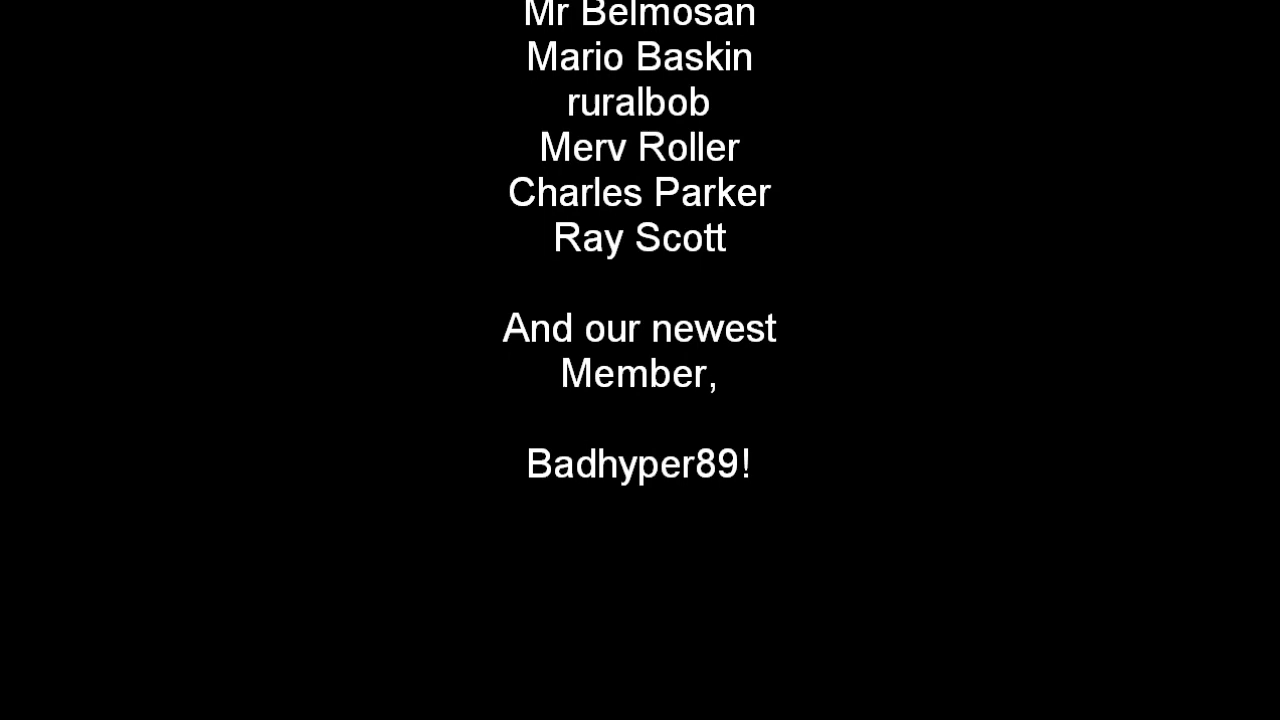 Mr Belmosan
Mario Baskin
ruralbob
Merv Roller
Charles Parker
Ray Scott
And our newest
Member,
Badhyper89!